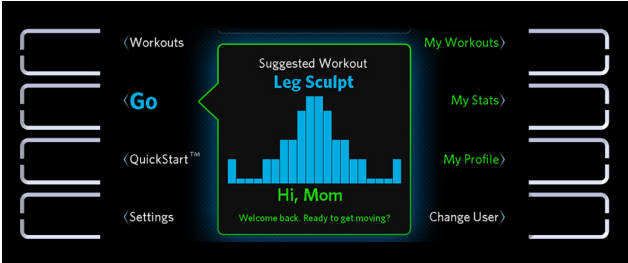 Workouts
Go
QuickStart™
Settings
Suggested Workout
Leg Sculpt
Hi, Mom
Welcome back. Ready to get moving?
My Workouts
My Stats
My Profile
Change User